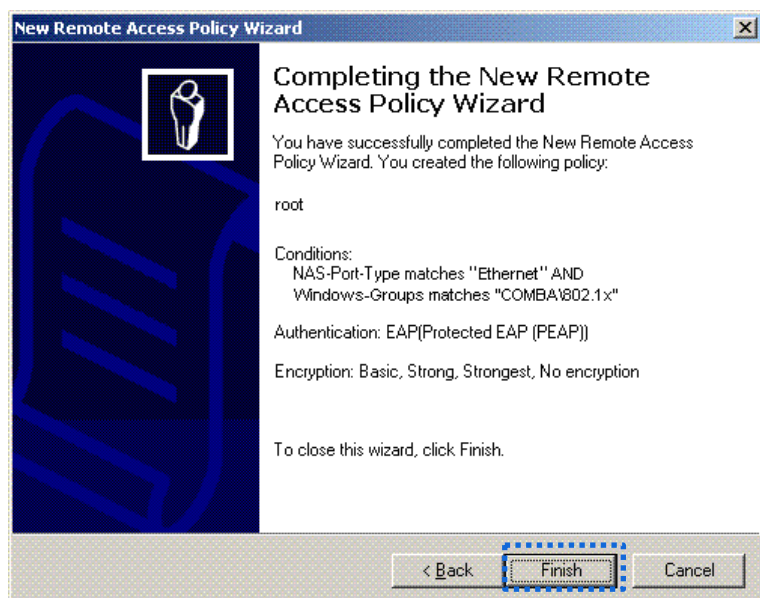 New Remote Access Policy Wizard
Completing the New Remote
Access Policy Wizard
You have successfully completed the New Remote Access
Policy Wizard. You created the following policy:
root
Conditions:
NAS-Port-Type matches "Ethernet" AND
Windows-Groups matches "COMBA\802.1x"
Authentication: EAP(Protected EAP (PEAP))
Encryption: Basic, Strong, Strongest, No encryption
To close this wizard, click Finish.
< Back Finish Cancel